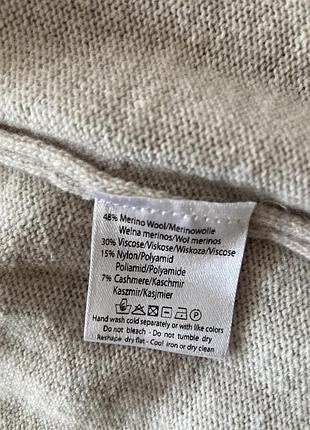 48% Merino Wool/Merinowolle
Wełna merinos/Wol merinos
30% Viscose/Viskose/Wiskoza/Viscose
15% Nylon/Polyamid
Poliamid/Polyamide
7% Cashmere/Kaschmir
Kaszmir/Kasjmier
Hand wash cold separately or with like colors
Do not bleach - Do not tumble dry
Reshape dry flat - Cool iron or dry clean